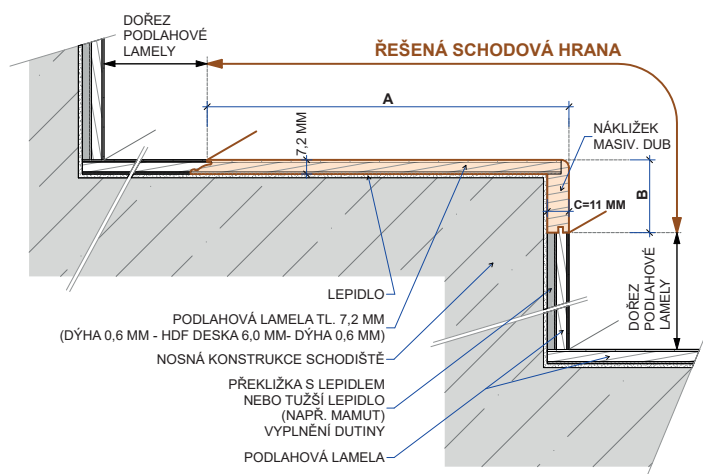 DOŘEZ
PODLAHOVÉ
LAMELY
ŘEŠENÁ SCHODOVÁ HRANA
A
7,2 MM
NÁKLIŽEK
MASIV. DUB
B
C=11 MM
LEPIDLO
PODLAHOVÁ LAMELA TL. 7,2 MM
(DÝHA 0,6 MM - HDF DESKA 6,0 MM- DÝHA 0,6 MM)
NOSNÁ KONSTRUKCE SCHODIŠTĚ
PŘEKLIŽKA S LEPIDLEM
NEBO TUŽŠÍ LEPIDLO
(NAPŘ. MAMUT)
VYPLNĚNÍ DUTINY
PODLAHOVÁ LAMELA
DOŘEZ
PODLAHOVÉ
LAMELY